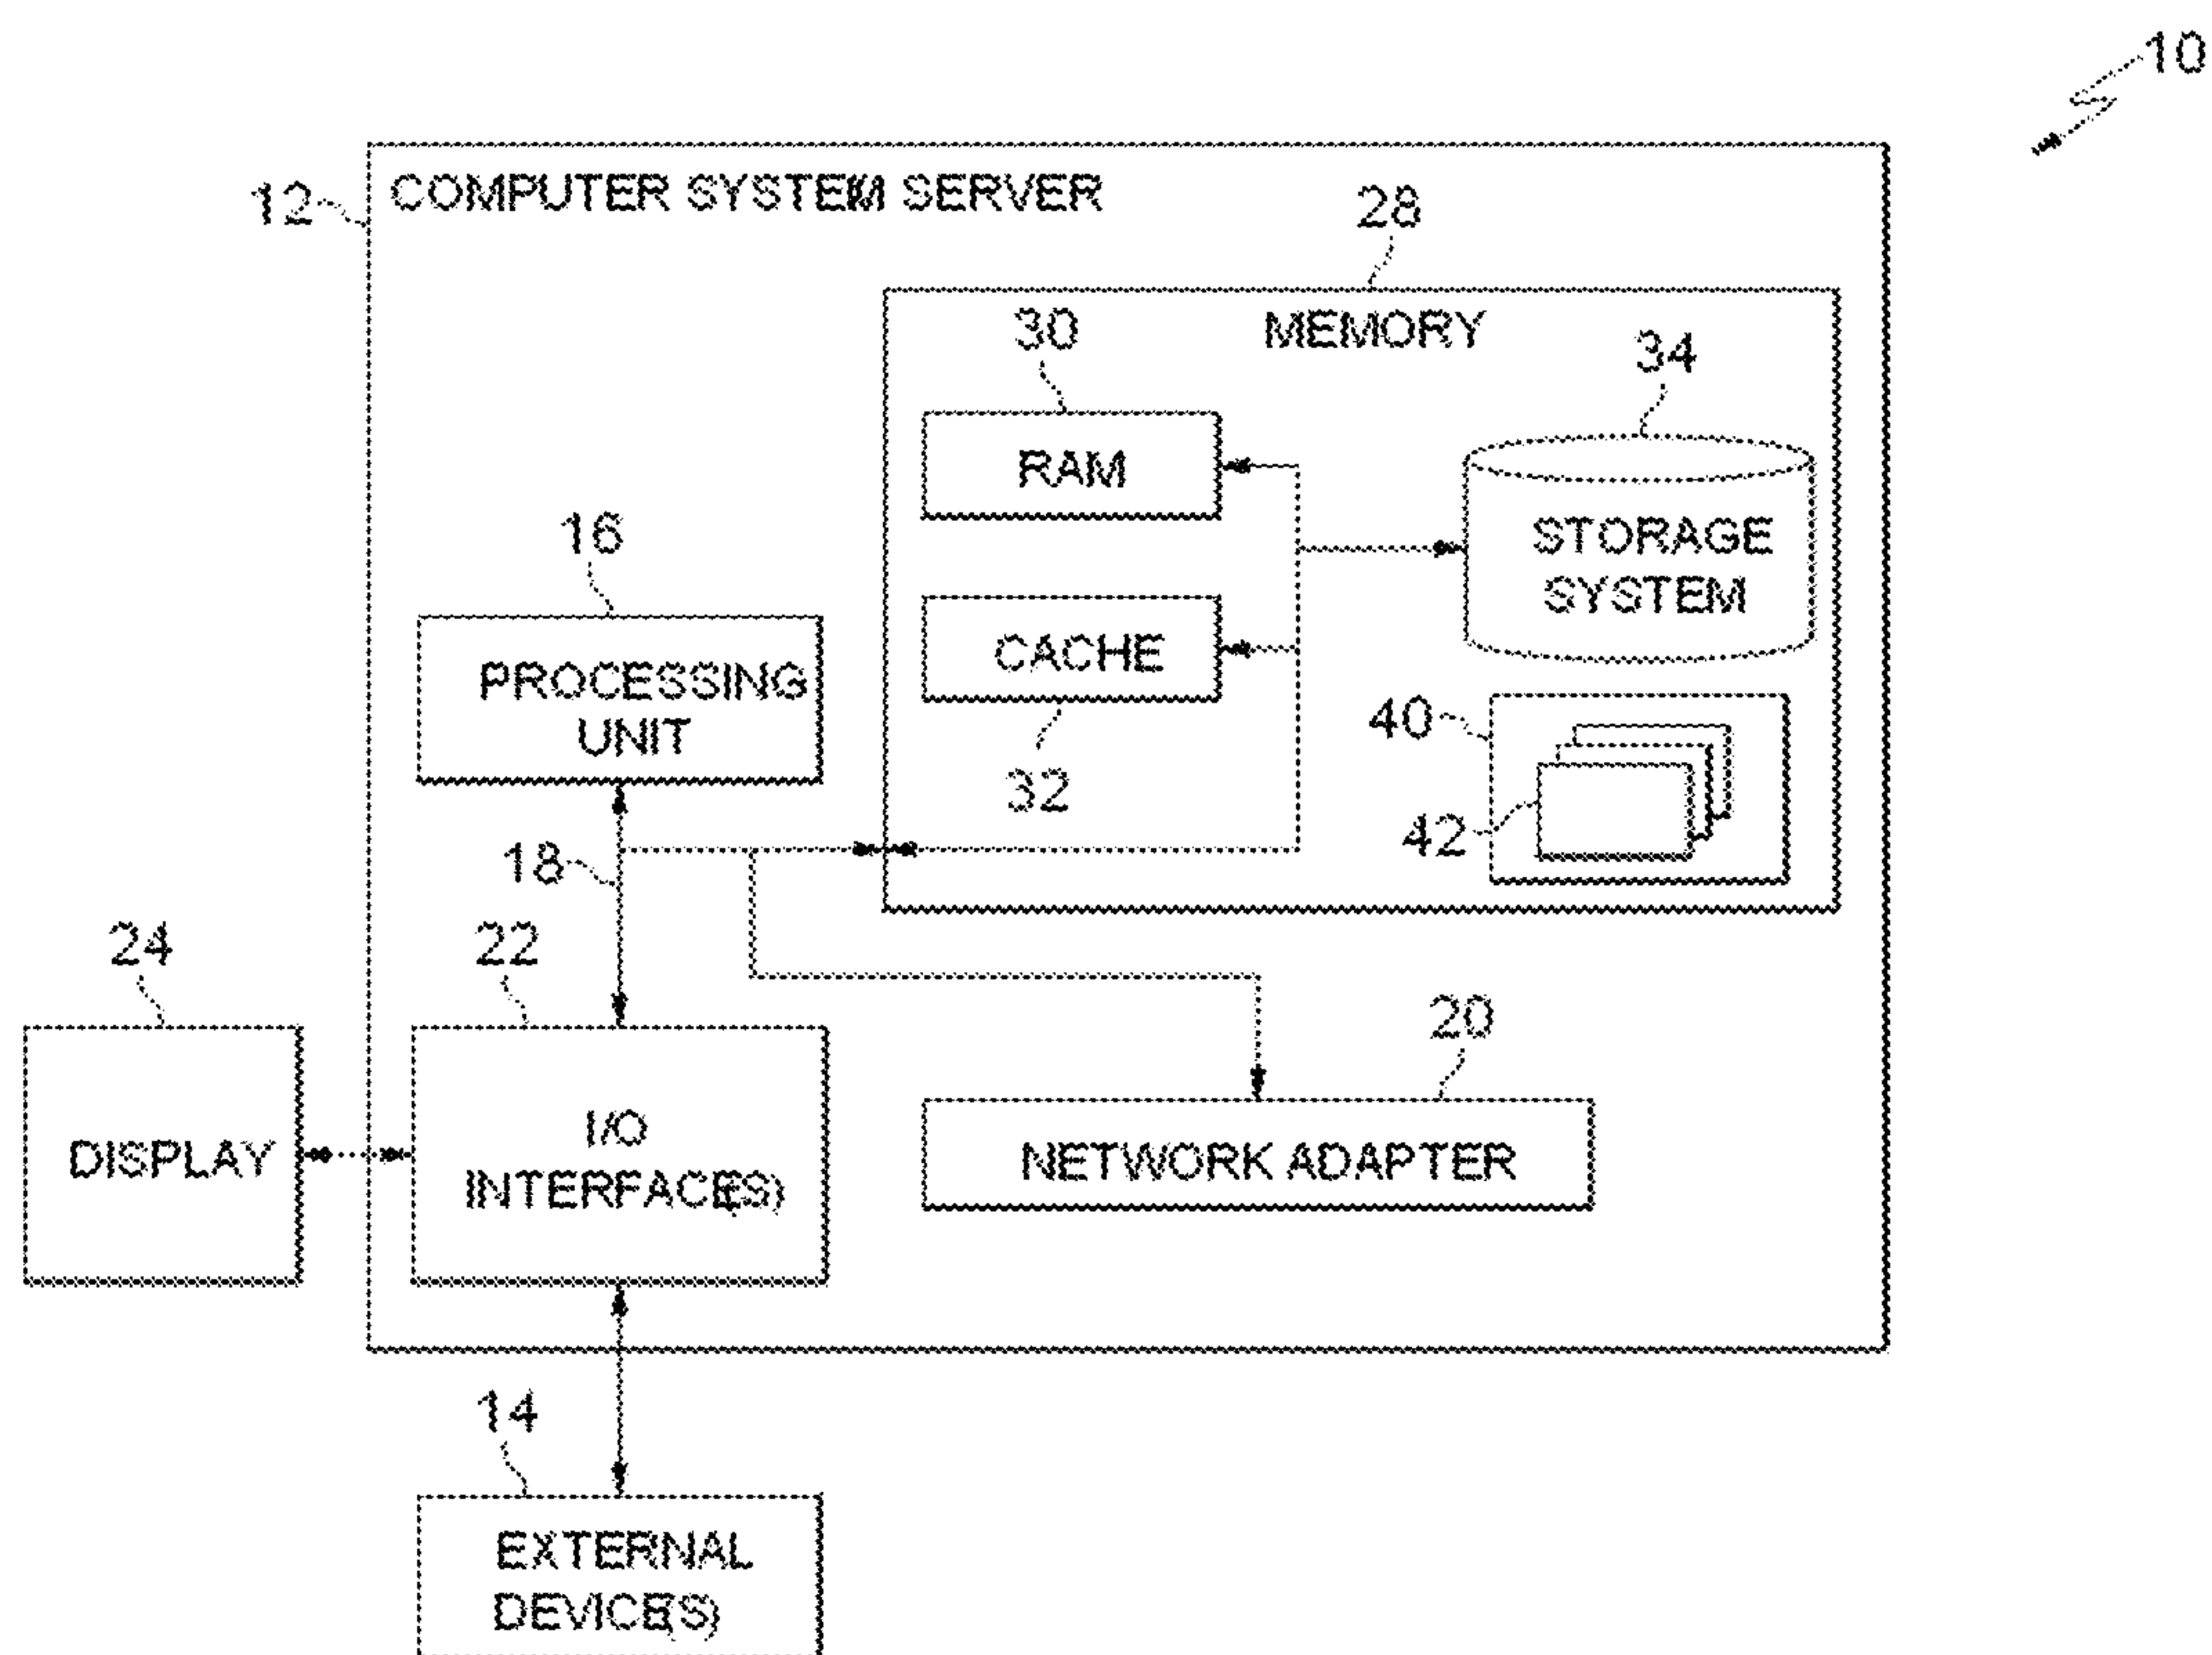 10
12
COMPUTER SYSTEM SERVER
28
30
MEMORY
34
RAM
16
STORAGE
SYSTEM
CACHE
PROCESSING
UNIT
40
32
42
18
24
22
20
DISPLAY
I/O
INTERFACE(S)
NETWORK ADAPTER
14
EXTERNAL
DEVICE(S)